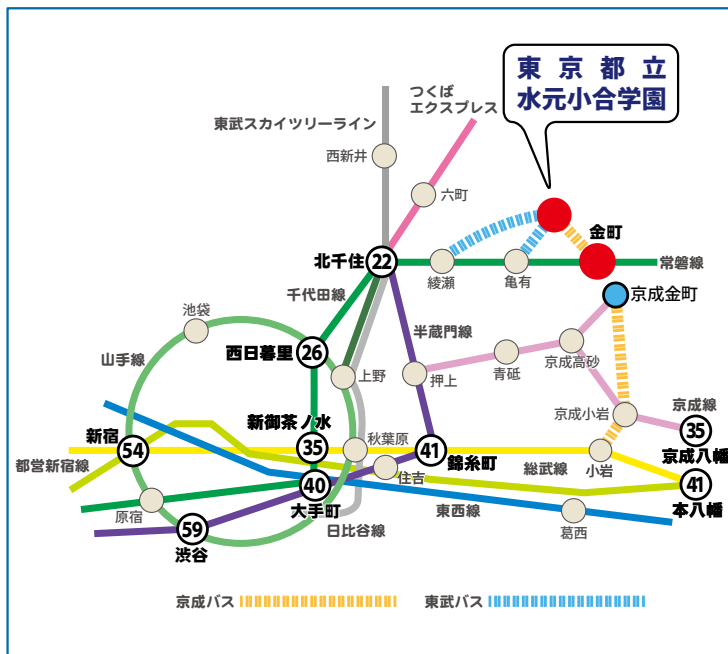 東京都立
水元小合学園
つくば
エクスプレス
東武スカイツリーライン
西新井
六町
金町
北千住
22
綾瀬
亀有
常磐線
千代田線
京成金町
池袋
半蔵門線
山手線
西日暮里
26
上野
押上
青砥
京成高砂
京成小岩
京成線
新御茶ノ水
新宿
54
35
秋葉原
41
錦糸町
小岩
35
京成八幡
都営新宿線
総武線
住吉
40
大手町
41
本八幡
原宿
59
渋谷
日比谷線
東西線
葛西
京成バス
東武バス